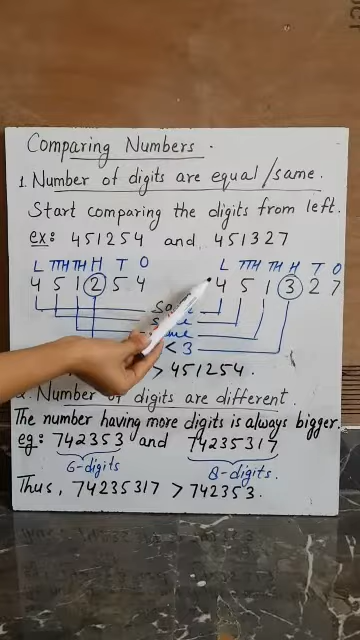 Comparing Numbers.
1. Number of digits are equal/same.
Start comparing the digits from left.
ex: 451254 and 451327
L TTH TH H T O L TTH TH H T O
4 5 1 2 5 4 4 5 1 3 2 7
< 3
> 451254.
Number of digits are different.
The number having more digits is always bigger.
eg: 742353 and 74235317
6-digits 8-digits.
Thus, 74235317 > 742353.